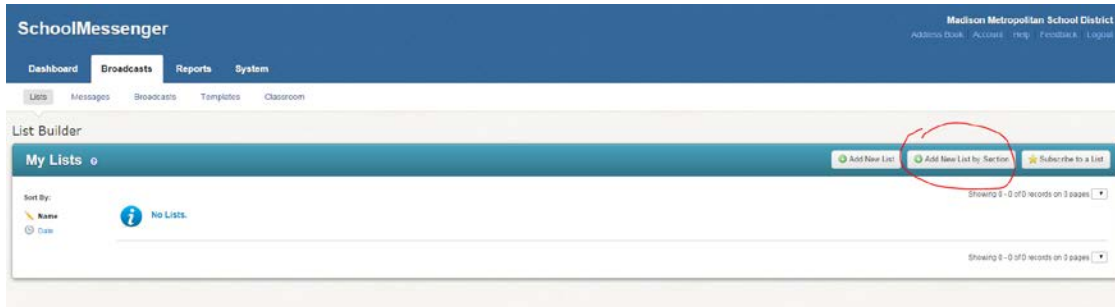 SchoolMessenger
Madison Metropolitan School District
Address Book Account Help Feedback Logout
Dashboard Broadcasts Reports System
Lists Messages Broadcasts Templates Classroom
List Builder
My Lists
Add New List Add New List by Section Subscribe to a List
Sort By:
Name
Date
No Lists.
Showing 0 - 0 of 0 records on 0 pages
Showing 0 - 0 of 0 records on 0 pages